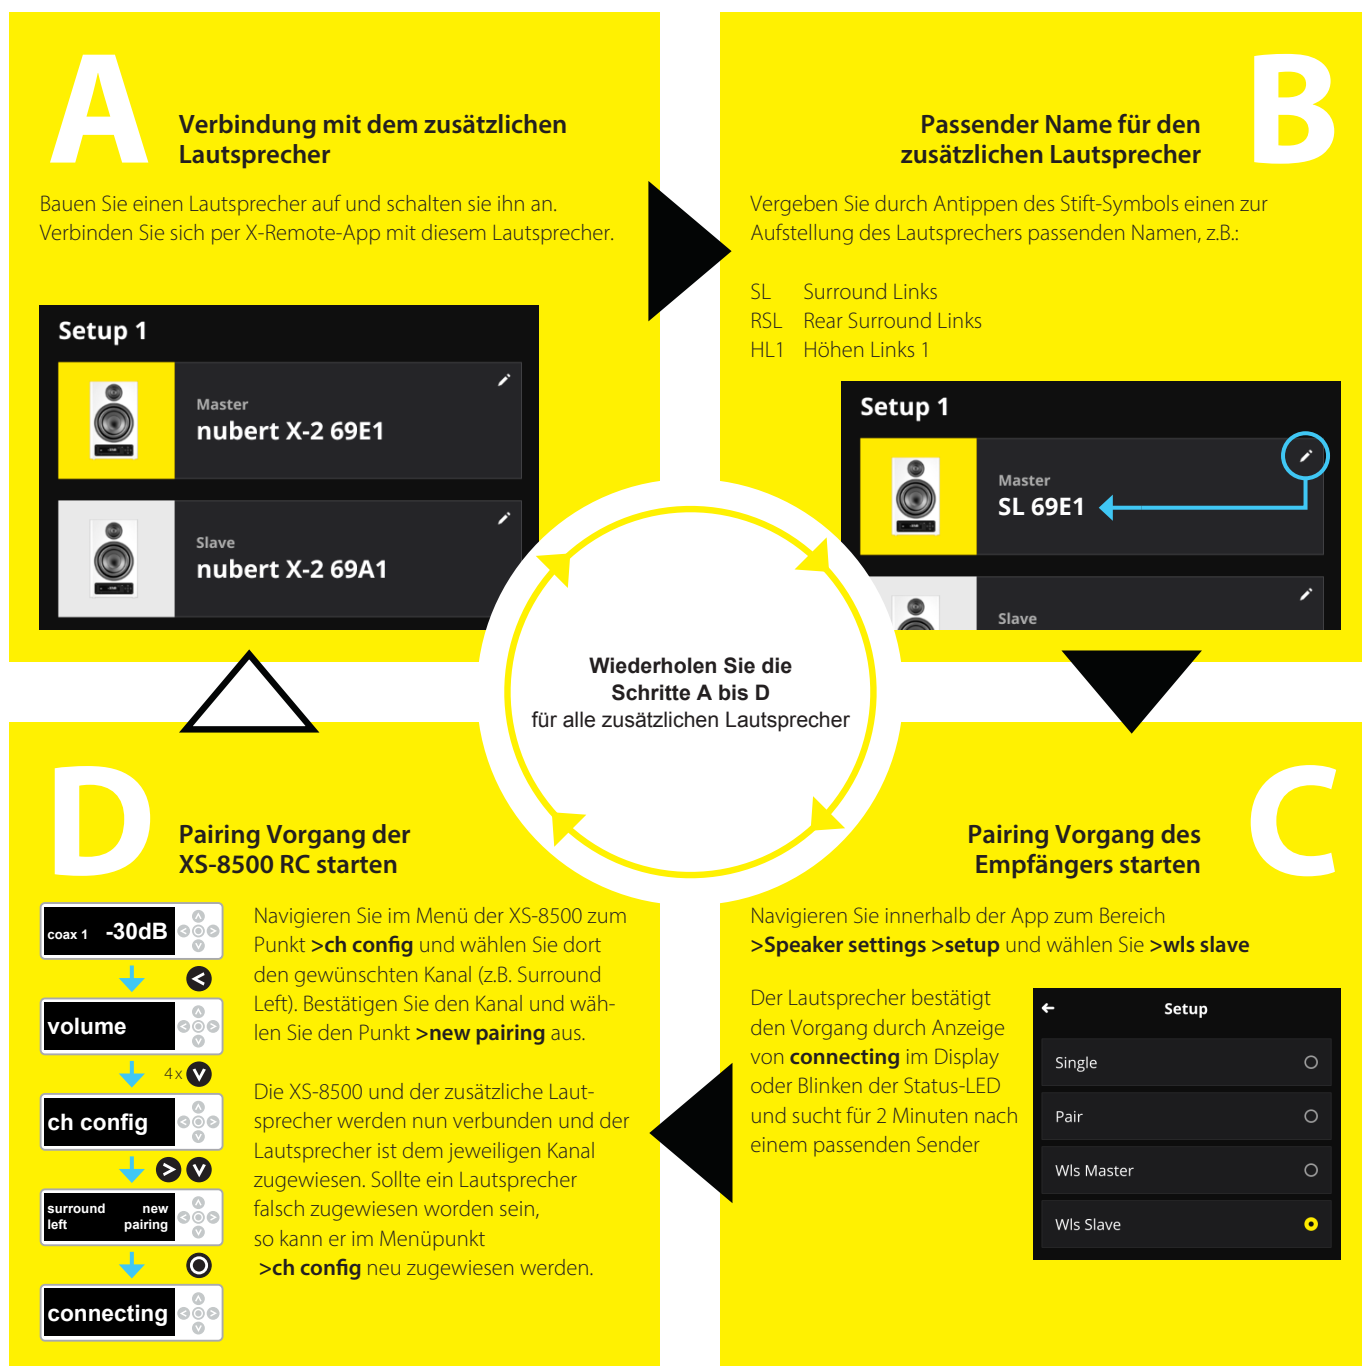 A
Verbindung mit dem zusätzlichen
Lautsprecher
Bauen Sie einen Lautsprecher auf und schalten sie ihn an.
Verbinden Sie sich per X-Remote-App mit diesem Lautsprecher.
Setup 1
Master
nubert X-2 69E1
Slave
nubert X-2 69A1
B
Passender Name für den
zusätzlichen Lautsprecher
Vergeben Sie durch Antippen des Stift-Symbols einen zur
Aufstellung des Lautsprechers passenden Namen, z.B.:
SL Surround Links
RSL Rear Surround Links
HL1 Höhen Links 1
Setup 1
Master
SL 69E1
Slave
Wiederholen Sie die
Schritte A bis D
für alle zusätzlichen Lautsprecher
C
Pairing Vorgang des
Empfängers starten
Navigieren Sie innerhalb der App zum Bereich
>Speaker settings >setup und wählen Sie >wls slave
Der Lautsprecher bestätigt
den Vorgang durch Anzeige
von connecting im Display
oder Blinken der Status-LED
und sucht für 2 Minuten nach
einem passenden Sender
Setup
Single
Pair
Wls Master
Wls Slave
D
Pairing Vorgang der
XS-8500 RC starten
Navigieren Sie im Menü der XS-8500 zum
Punkt >ch config und wählen Sie dort
den gewünschten Kanal (z.B. Surround
Left). Bestätigen Sie den Kanal und wäh-
len Sie den Punkt >new pairing aus.
Die XS-8500 und der zusätzliche Laut-
sprecher werden nun verbunden und der
Lautsprecher ist dem jeweiligen Kanal
zugewiesen. Sollte ein Lautsprecher
falsch zugewiesen worden sein,
so kann er im Menüpunkt
>ch config neu zugewiesen werden.
coax 1 -30dB
volume
4x
ch config
surround new
left pairing
connecting